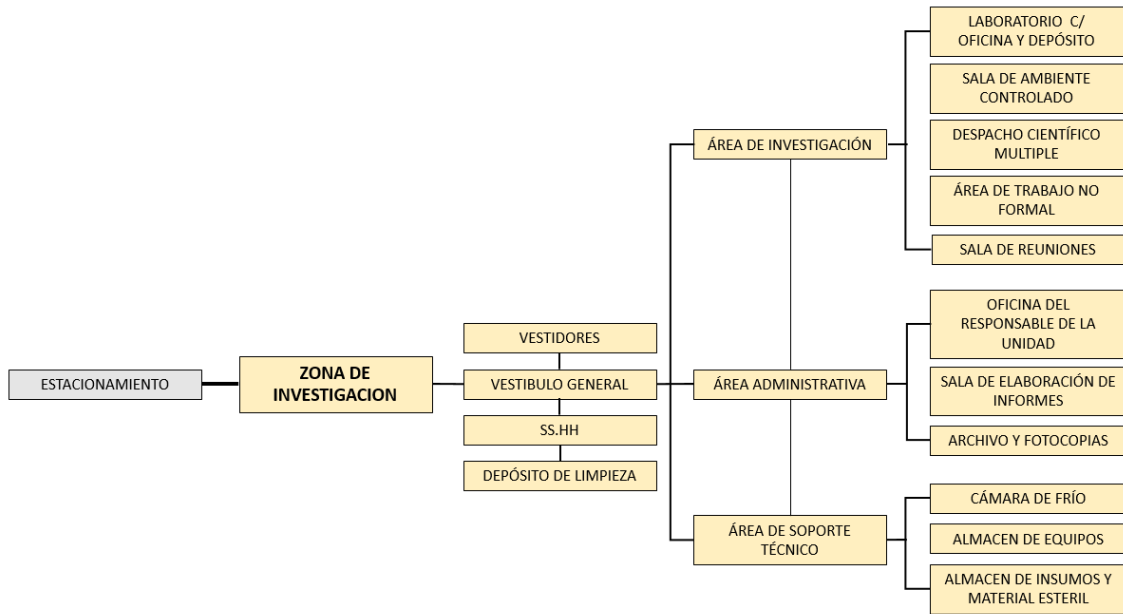 ESTACIONAMIENTO
ZONA DE
INVESTIGACION
VESTIDORES
VESTIBULO GENERAL
SS.HH
DEPÓSITO DE LIMPIEZA
ÁREA DE INVESTIGACIÓN
LABORATORIO C/
OFICINA Y DEPÓSITO
SALA DE AMBIENTE
CONTROLADO
DESPACHO CIENTÍFICO
MULTIPLE
ÁREA DE TRABAJO NO
FORMAL
SALA DE REUNIONES
ÁREA ADMINISTRATIVA
OFICINA DEL
RESPONSABLE DE LA
UNIDAD
SALA DE ELABORACIÓN DE
INFORMES
ARCHIVO Y FOTOCOPIAS
ÁREA DE SOPORTE
TÉCNICO
CÁMARA DE FRÍO
ALMACEN DE EQUIPOS
ALMACEN DE INSUMOS Y
MATERIAL ESTERIL